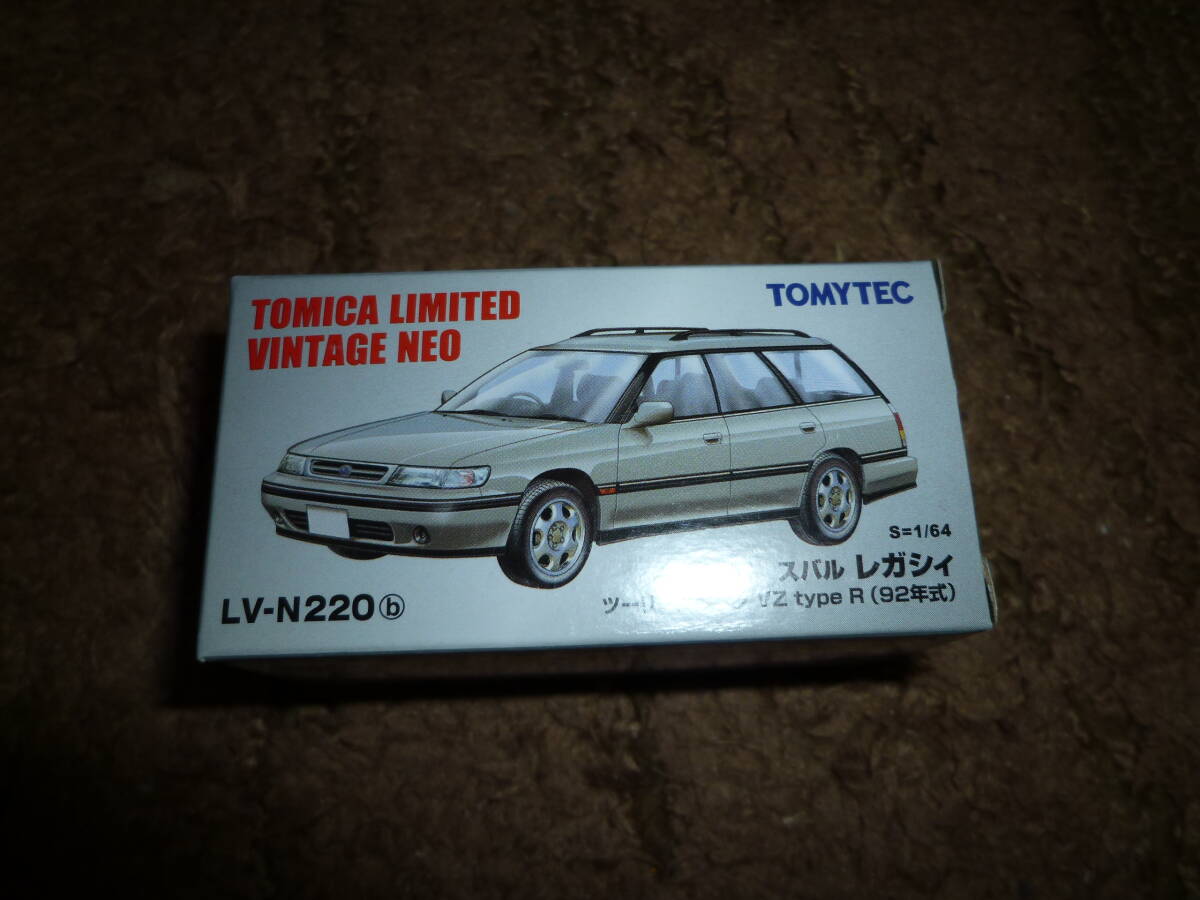 TOMICA LIMITED
VINTAGE NEO
TOMYTEC
S=1/64
スバル レガシィ
VZ type R (92年式)
LV-N220ⓑ